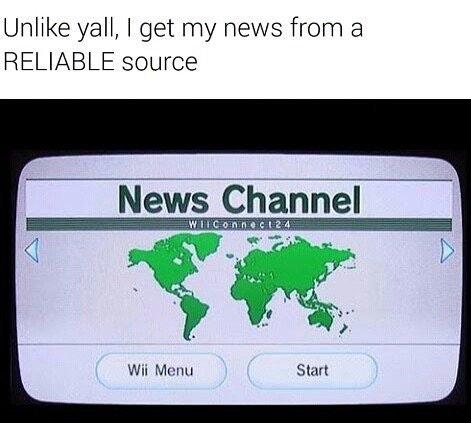 Unlike yall, I get my news from a
RELIABLE source
News Channel
WiiConnect24
Wii Menu
Start